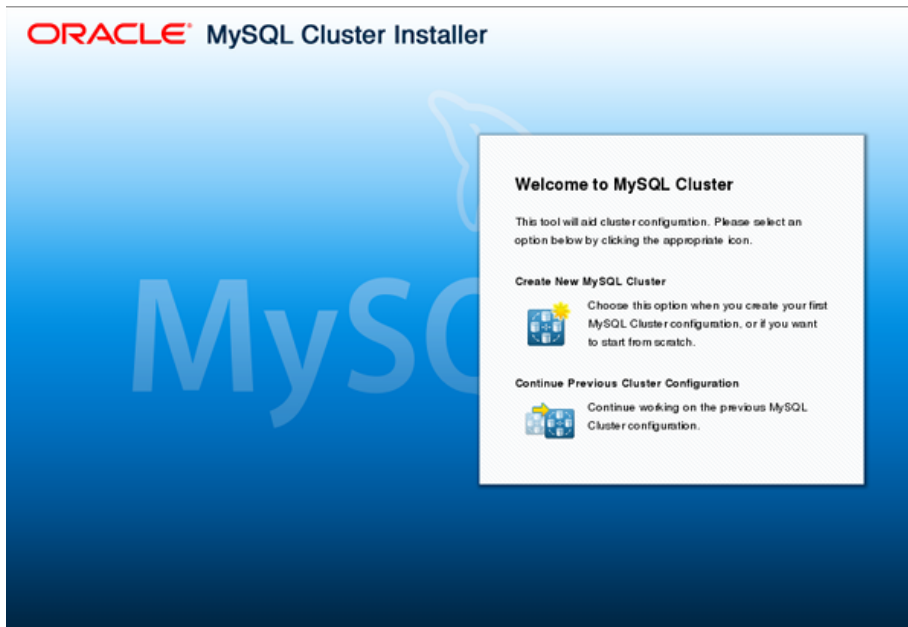 ORACLE® MySQL Cluster Installer
Welcome to MySQL Cluster
This tool will aid cluster configuration. Please select an
option below by clicking the appropriate icon.
Create New MySQL Cluster
Choose this option when you create your first
MySQL Cluster configuration, or if you want
to start from scratch.
Continue Previous Cluster Configuration
Continue working on the previous MySQL
Cluster configuration.
MySQ